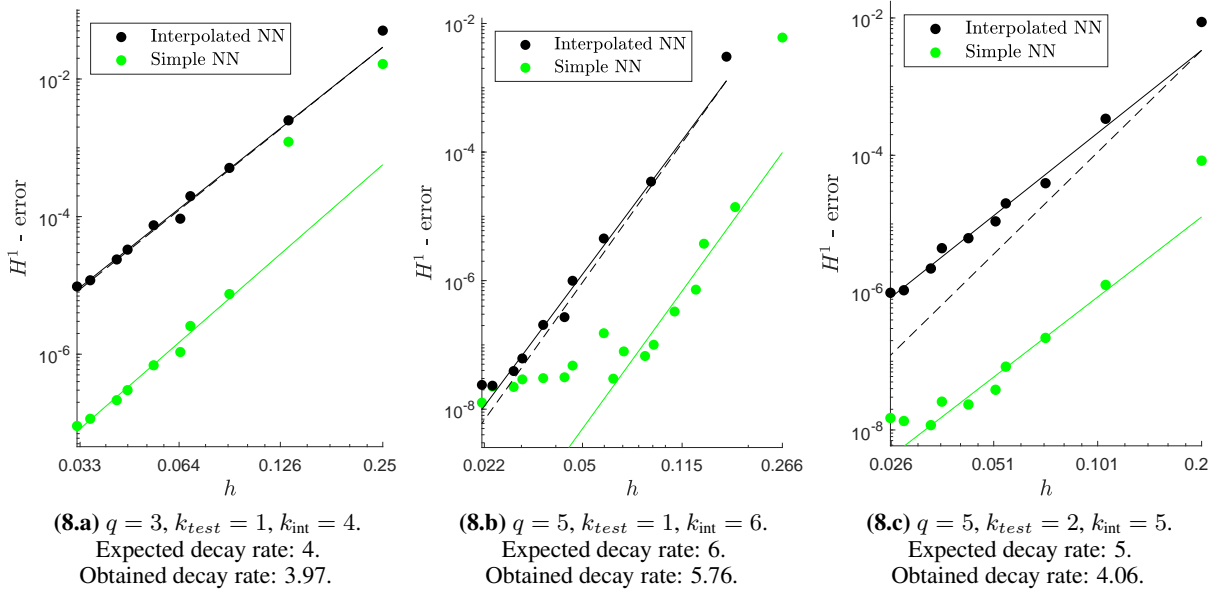 Interpolated NN
Simple NN
10^-2
10^-4
10^-6
H^1 - error
0.033
0.064
0.126
0.25
h
(8.a) q = 3, k_test = 1, k_int = 4.
Expected decay rate: 4.
Obtained decay rate: 3.97.
Interpolated NN
Simple NN
10^-2
10^-4
10^-6
10^-8
H^1 - error
0.022
0.05
0.115
0.266
h
(8.b) q = 5, k_test = 1, k_int = 6.
Expected decay rate: 6.
Obtained decay rate: 5.76.
Interpolated NN
Simple NN
10^-2
10^-4
10^-6
10^-8
H^1 - error
0.026
0.051
0.101
0.2
h
(8.c) q = 5, k_test = 2, k_int = 5.
Expected decay rate: 5.
Obtained decay rate: 4.06.